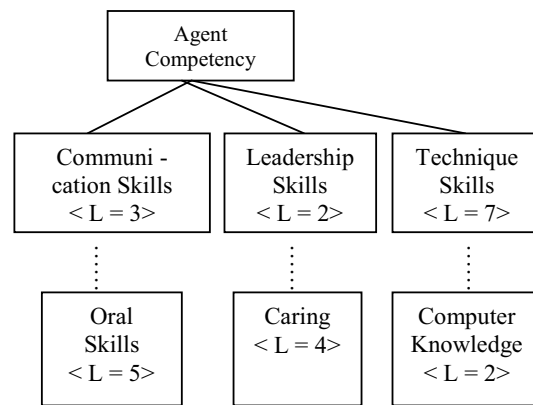 Agent
Competency
Communi -
cation Skills
< L = 3>
Leadership
Skills
< L = 2>
Technique
Skills
< L = 7>
Oral
Skills
< L = 5>
Caring
< L = 4>
Computer
Knowledge
< L = 2>